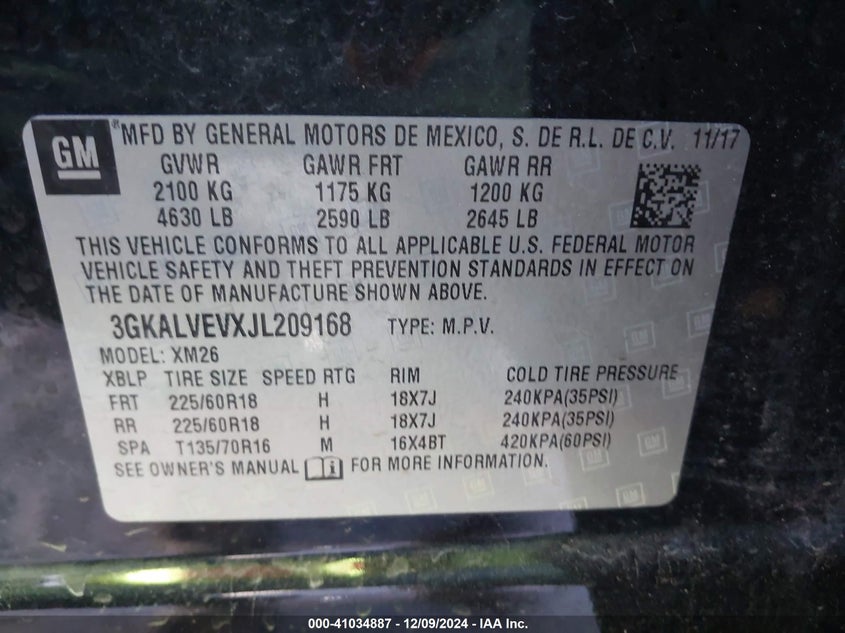 GM
® MFD BY GENERAL MOTORS DE MEXICO, S. DE R.L. DE C.V. 11/17
GVWR GAWR FRT GAWR RR
2100 KG 1175 KG 1200 KG
4630 LB 2590 LB 2645 LB
THIS VEHICLE CONFORMS TO ALL APPLICABLE U.S. FEDERAL MOTOR
VEHICLE SAFETY AND THEFT PREVENTION STANDARDS IN EFFECT ON
THE DATE OF MANUFACTURE SHOWN ABOVE.
3GKALVEVXJL209168 TYPE: M.P.V.
MODEL: XM26
XBLP TIRE SIZE SPEED RTG RIM COLD TIRE PRESSURE
FRT 225/60R18 H 18X7J 240KPA(35PSI)
RR 225/60R18 H 18X7J 240KPA(35PSI)
SPA T135/70R16 M 16X4BT 420KPA(60PSI)
SEE OWNER'S MANUAL FOR MORE INFORMATION.
000-41034887 - 12/09/2024 - IAA Inc.